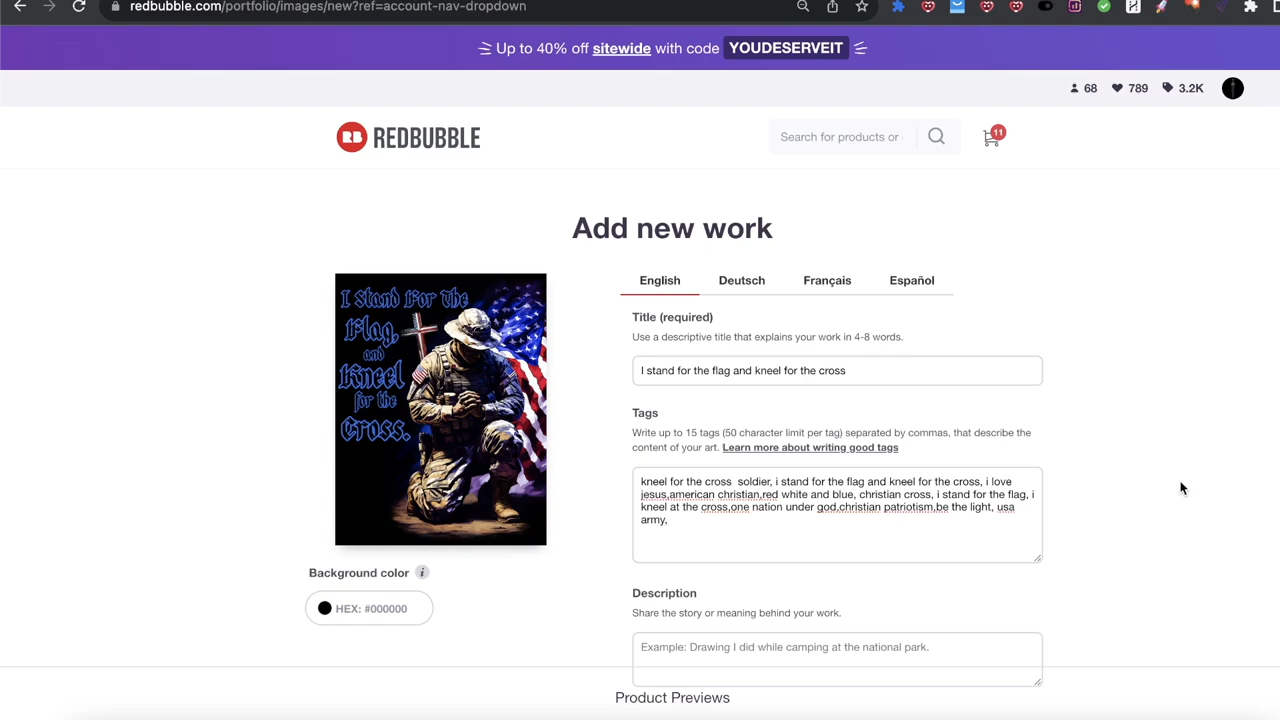 redbubble.com/portfolio/images/new?ref=account-nav-dropdown
Up to 40% off sitewide with code YOUDESERVEIT
68 789 3.2K
RB REDBUBBLE
Search for products or
11
Add new work
English Deutsch Français Español
I Stand For The
Flag,
and
Kneel
for the
Cross.
Title (required)
Use a descriptive title that explains your work in 4-8 words.
I stand for the flag and kneel for the cross
Tags
Write up to 15 tags (50 character limit per tag) separated by commas, that describe the
content of your art. Learn more about writing good tags
kneel for the cross  soldier, i stand for the flag and kneel for the cross, i love
jesus,american christian,red white and blue, christian cross, i stand for the flag, i
kneel at the cross,one nation under god,christian patriotism,be the light, usa
army,
Background color i
HEX: #000000
Description
Share the story or meaning behind your work.
Example: Drawing I did while camping at the national park.
Product Previews